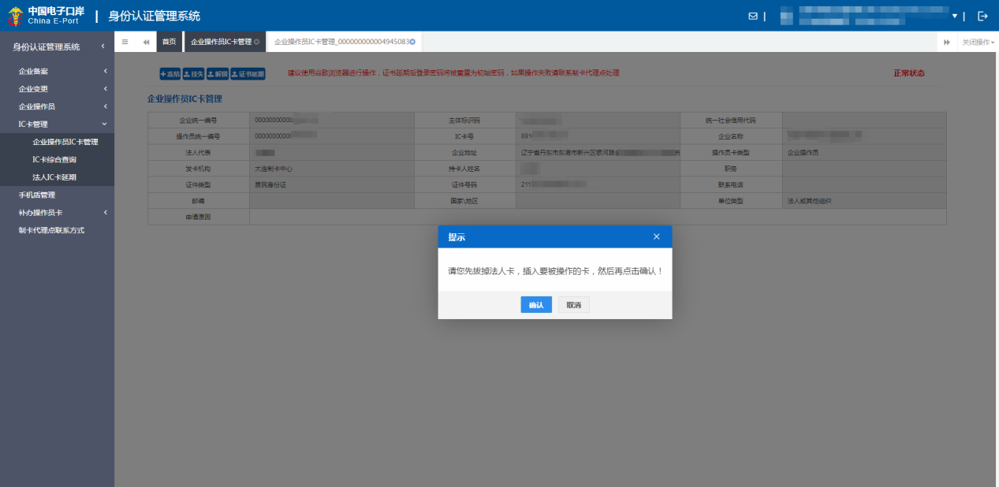 中国电子口岸
China E-Port
身份认证管理系统
身份认证管理系统
首页
企业操作员IC卡管理
企业操作员IC卡管理_000000000004945083
关闭操作
企业备案
企业变更
企业操作员
IC卡管理
企业操作员IC卡管理
IC卡综合查询
法人IC卡延期
手机盾管理
补办操作员卡
制卡代理点联系方式
冻结 挂失 解锁 证书延期
建议使用谷歌浏览器进行操作，证书延期后登录密码将被重置为初始密码，如果操作失败请联系制卡代理点处理
正常状态
企业操作员IC卡管理
企业统一编号 00000000000 主体标识码 统一社会信用代码
操作员统一编号 0000000000 IC卡号 891 企业名称
法人代表 企业地址 辽宁省丹东市东港市新兴区银河路 操作员卡类型 企业操作员
发卡机构 大连制卡中心 持卡人姓名 职务
证件类型 居民身份证 证件号码 211 联系电话
邮编 国家\地区 单位类型 法人或其他组织
申请原因
提示
请您先拔掉法人卡，插入要被操作的卡，然后再点击确认！
确认 取消